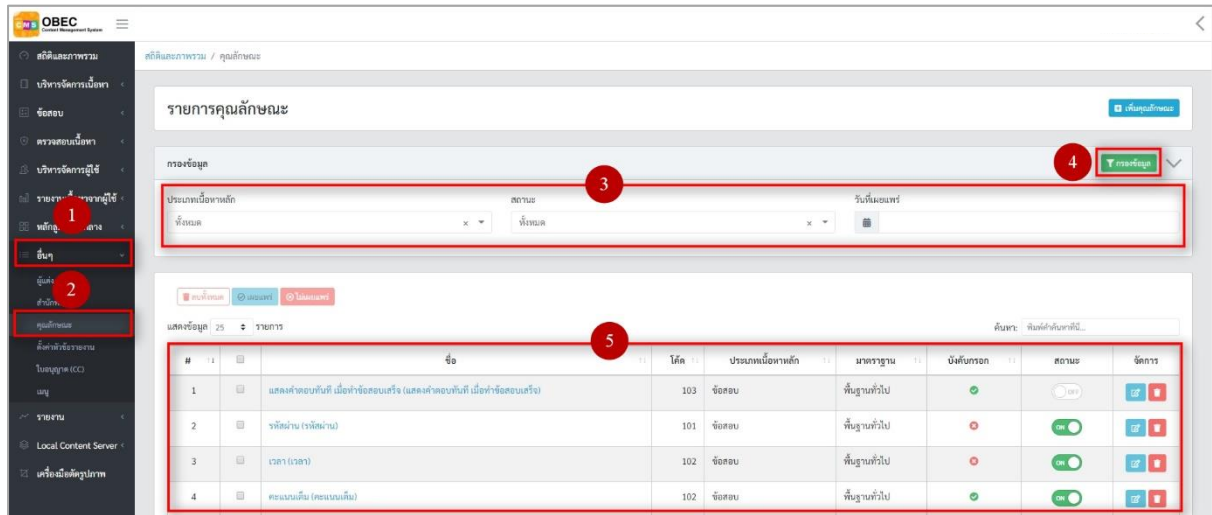 CMS OBEC
Content Management System
สถิติและภาพรวม
บริหารจัดการเนื้อหา
ข้อสอบ
ตรวจสอบเนื้อหา
บริหารจัดการผู้ใช้
1
อื่นๆ
2
คุณลักษณะ
ตั้งค่าหัวข้อรายงาน
ใบอนุญาต (CC)
เมนู
รายงาน
Local Content Server
เครื่องมือตัดรูปภาพ
สถิติและภาพรวม / คุณลักษณะ
รายการคุณลักษณะ
เพิ่มคุณลักษณะ
กรองข้อมูล
4
กรองข้อมูล
3
ประเภทเนื้อหาหลัก สถานะ วันที่เผยแพร่
ทั้งหมด × ทั้งหมด ×
ลบทั้งหมด เผยแพร่ ไม่เผยแพร่
แสดงข้อมูล 25 รายการ
ค้นหา: พิมพ์คำค้นหาที่นี่...
5
# ชื่อ โค้ด ประเภทเนื้อหาหลัก มาตราฐาน บังคับกรอก สถานะ จัดการ
1 แสดงคำตอบทันที เมื่อทำข้อสอบเสร็จ (แสดงคำตอบทันที เมื่อทำข้อสอบเสร็จ) 103 ข้อสอบ พื้นฐานทั่วไป OFF
2 รหัสผ่าน (รหัสผ่าน) 101 ข้อสอบ พื้นฐานทั่วไป ON
3 เวลา (เวลา) 102 ข้อสอบ พื้นฐานทั่วไป ON
4 คะแนนเต็ม (คะแนนเต็ม) 102 ข้อสอบ พื้นฐานทั่วไป ON